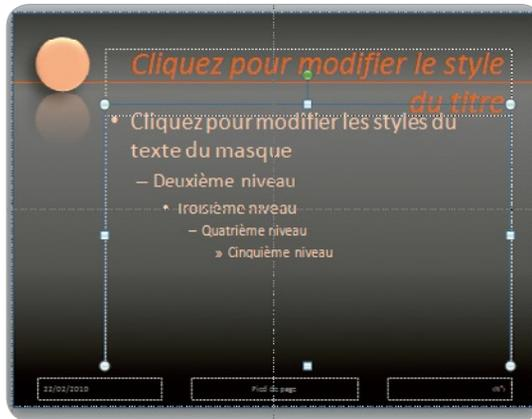 Cliquez pour modifier le style
du titre
• Cliquez pour modifier les styles du
texte du masque
– Deuxième niveau
• Troisième niveau
– Quatrième niveau
» Cinquième niveau
22/02/2010
Pied de page